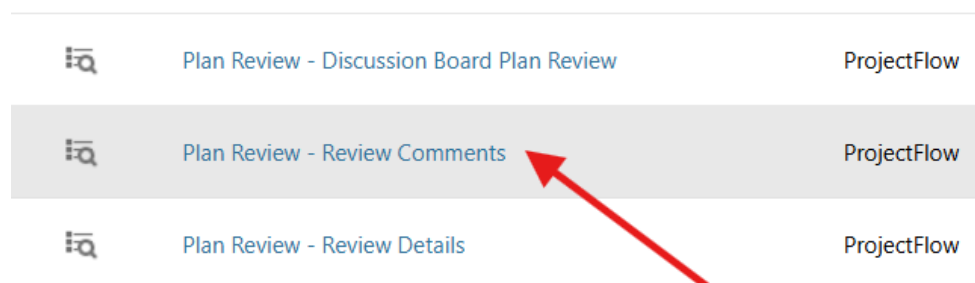 Plan Review - Discussion Board Plan Review ProjectFlow
Plan Review - Review Comments ProjectFlow
Plan Review - Review Details ProjectFlow